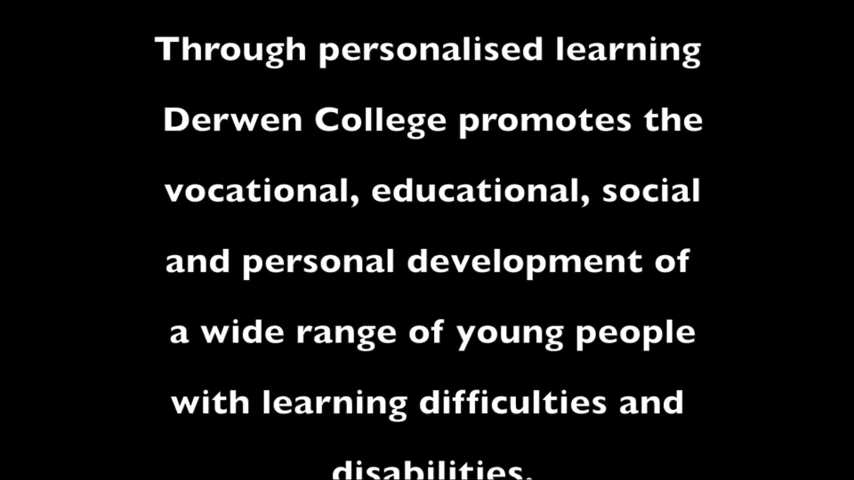 Through personalised learning
Derwen College promotes the
vocational, educational, social
and personal development of
a wide range of young people
with learning difficulties and
disabilities.